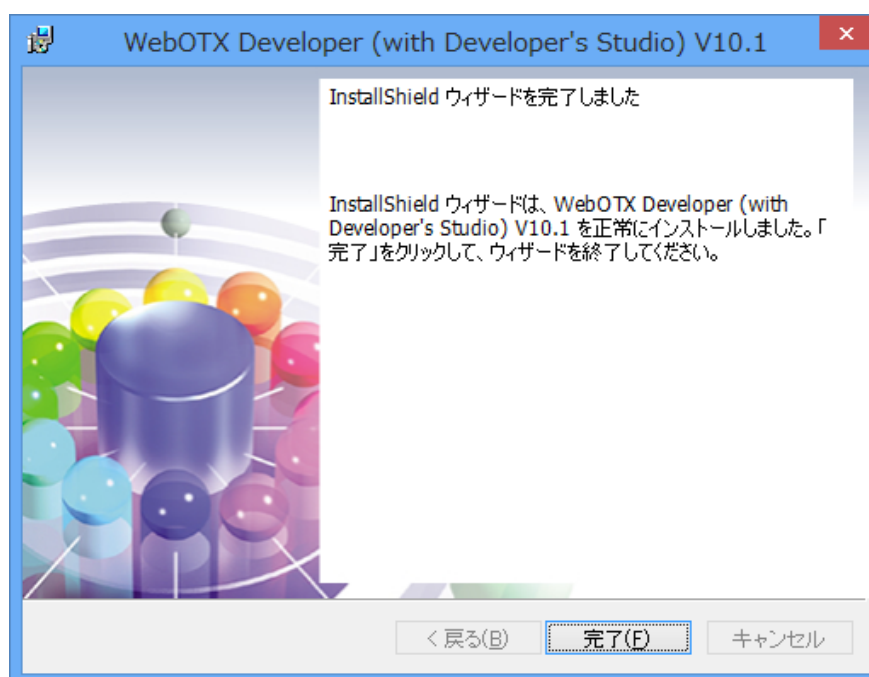 WebOTX Developer (with Developer's Studio) V10.1
InstallShield ウィザードを完了しました
InstallShield ウィザードは、WebOTX Developer (with
Developer's Studio) V10.1 を正常にインストールしました。「
完了」をクリックして、ウィザードを終了してください。
< 戻る(B)
完了(F)
キャンセル